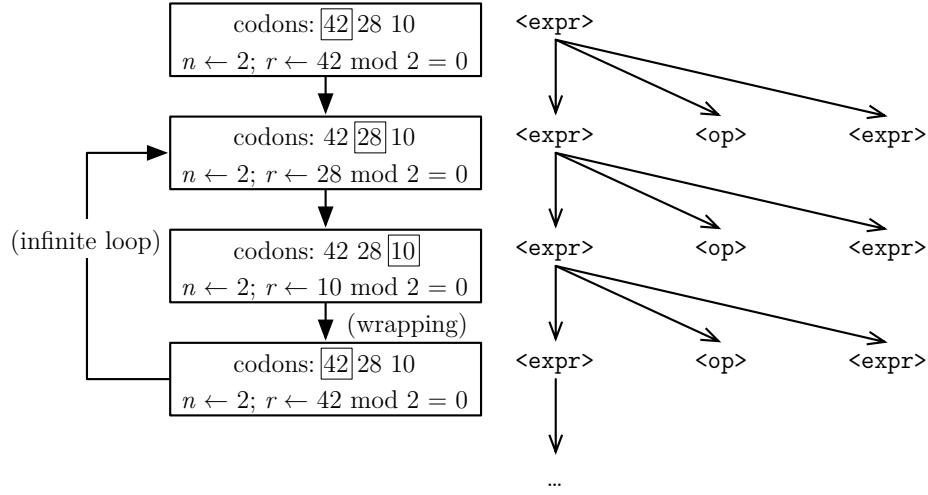 codons: 42 28 10
n ← 2; r ← 42 mod 2 = 0
<expr>
codons: 42 28 10
n ← 2; r ← 28 mod 2 = 0
<expr> <op> <expr>
(infinite loop)
codons: 42 28 10
n ← 2; r ← 10 mod 2 = 0
<expr> <op> <expr>
(wrapping)
codons: 42 28 10
n ← 2; r ← 42 mod 2 = 0
<expr> <op> <expr>
...